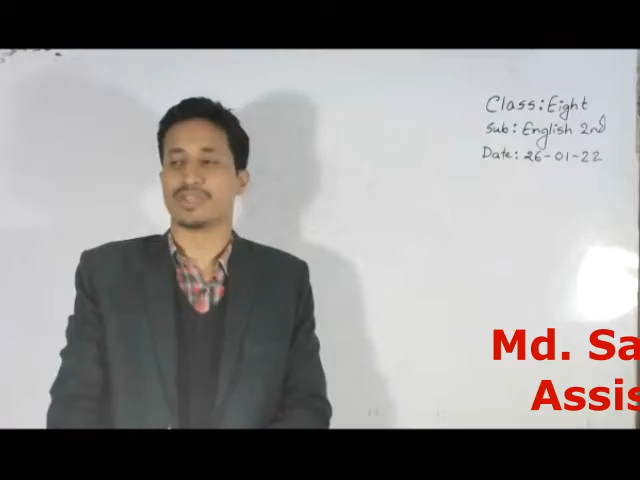 Class: Eight
Sub: English 2nd
Date: 26-01-22
Md. Sa
Assis